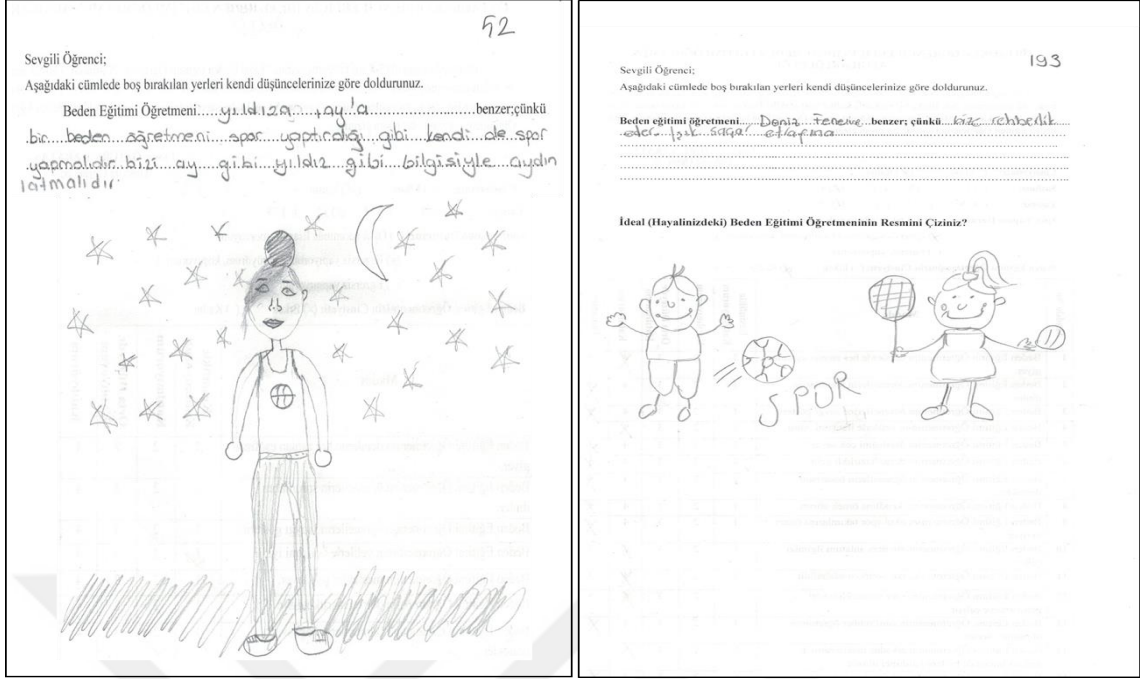 52
Sevgili Öğrenci;
Aşağıdaki cümlede boş bırakılan yerleri kendi düşüncelerinize göre doldurunuz.
Beden Eğitimi Öğretmeni......yıldıza......,ay'a..............................benzer;çünkü
.bir....beden....öğretmeni...spor...yaptırdığı...gibi...kendi..de..spor
.yapmalıdır..bizi....ay....gibi....yıldız....gibi....bilgisiyle....aydın
latmalıdır.
193
Sevgili Öğrenci;
Aşağıdaki cümlede boş bırakılan yerleri kendi düşüncelerinize göre doldurunuz.
Beden eğitimi öğretmeni.....Deniz....Fenerine..benzer; çünkü...bize rehberlik
eder. Işık saçar etrafına
İdeal (Hayalinizdeki) Beden Eğitimi Öğretmeninin Resmini Çiziniz?
SPOR